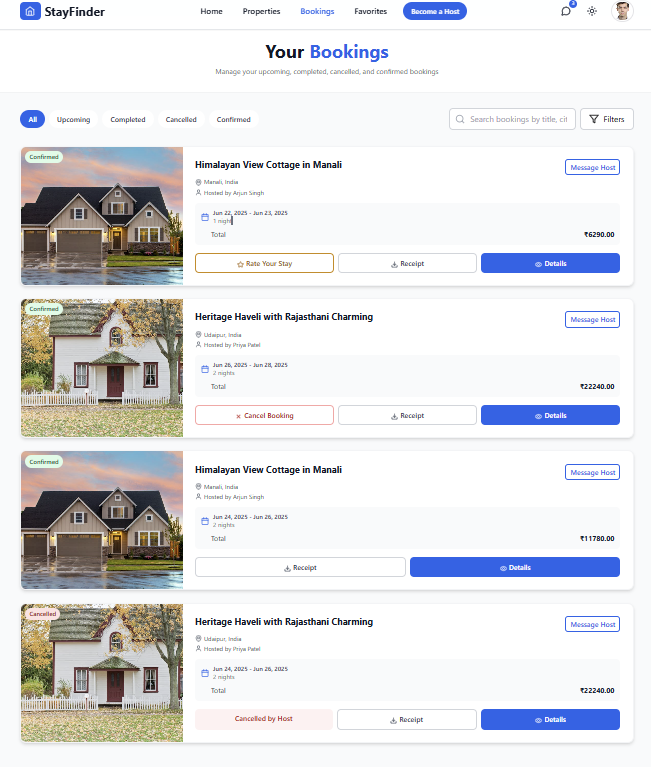 StayFinder
Home Properties Bookings Favorites Become a Host
Your Bookings
Manage your upcoming, completed, cancelled, and confirmed bookings
All Upcoming Completed Cancelled Confirmed
Search bookings by title, cit
Filters
Confirmed
Himalayan View Cottage in Manali
Message Host
Manali, India
Hosted by Arjun Singh
Jun 22, 2025 - Jun 23, 2025
1 night
Total ₹6290.00
Rate Your Stay Receipt Details
Confirmed
Heritage Haveli with Rajasthani Charming
Message Host
Udaipur, India
Hosted by Priya Patel
Jun 26, 2025 - Jun 28, 2025
2 nights
Total ₹22240.00
Cancel Booking Receipt Details
Confirmed
Himalayan View Cottage in Manali
Message Host
Manali, India
Hosted by Arjun Singh
Jun 24, 2025 - Jun 26, 2025
2 nights
Total ₹11780.00
Receipt Details
Cancelled
Heritage Haveli with Rajasthani Charming
Message Host
Udaipur, India
Hosted by Priya Patel
Jun 24, 2025 - Jun 26, 2025
2 nights
Total ₹22240.00
Cancelled by Host Receipt Details